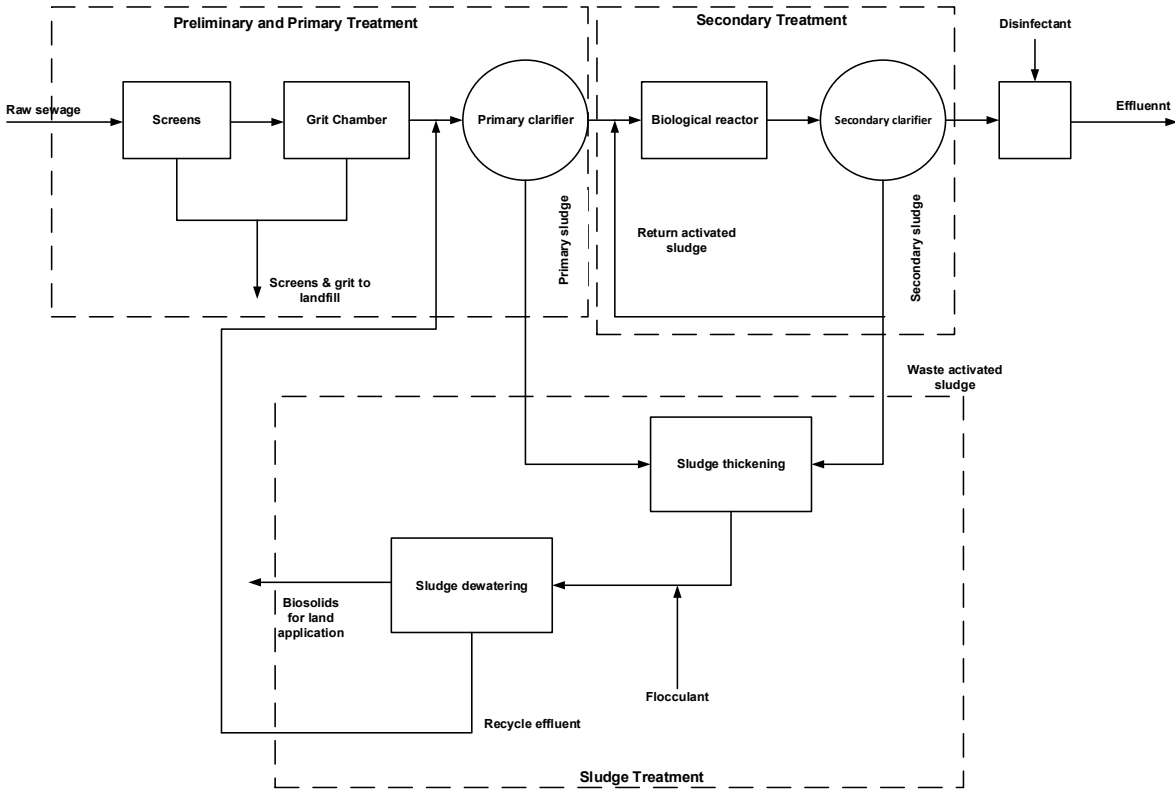 Preliminary and Primary Treatment
Secondary Treatment
Disinfectant
Raw sewage
Screens
Grit Chamber
Primary clarifier
Biological reactor
Secondary clarifier
Effluennt
Primary sludge
Return activated
sludge
Secondary sludge
Screens & grit to
landfill
Waste activated
sludge
Sludge thickening
Sludge dewatering
Biosolids
for land
application
Flocculant
Recycle effluent
Sludge Treatment